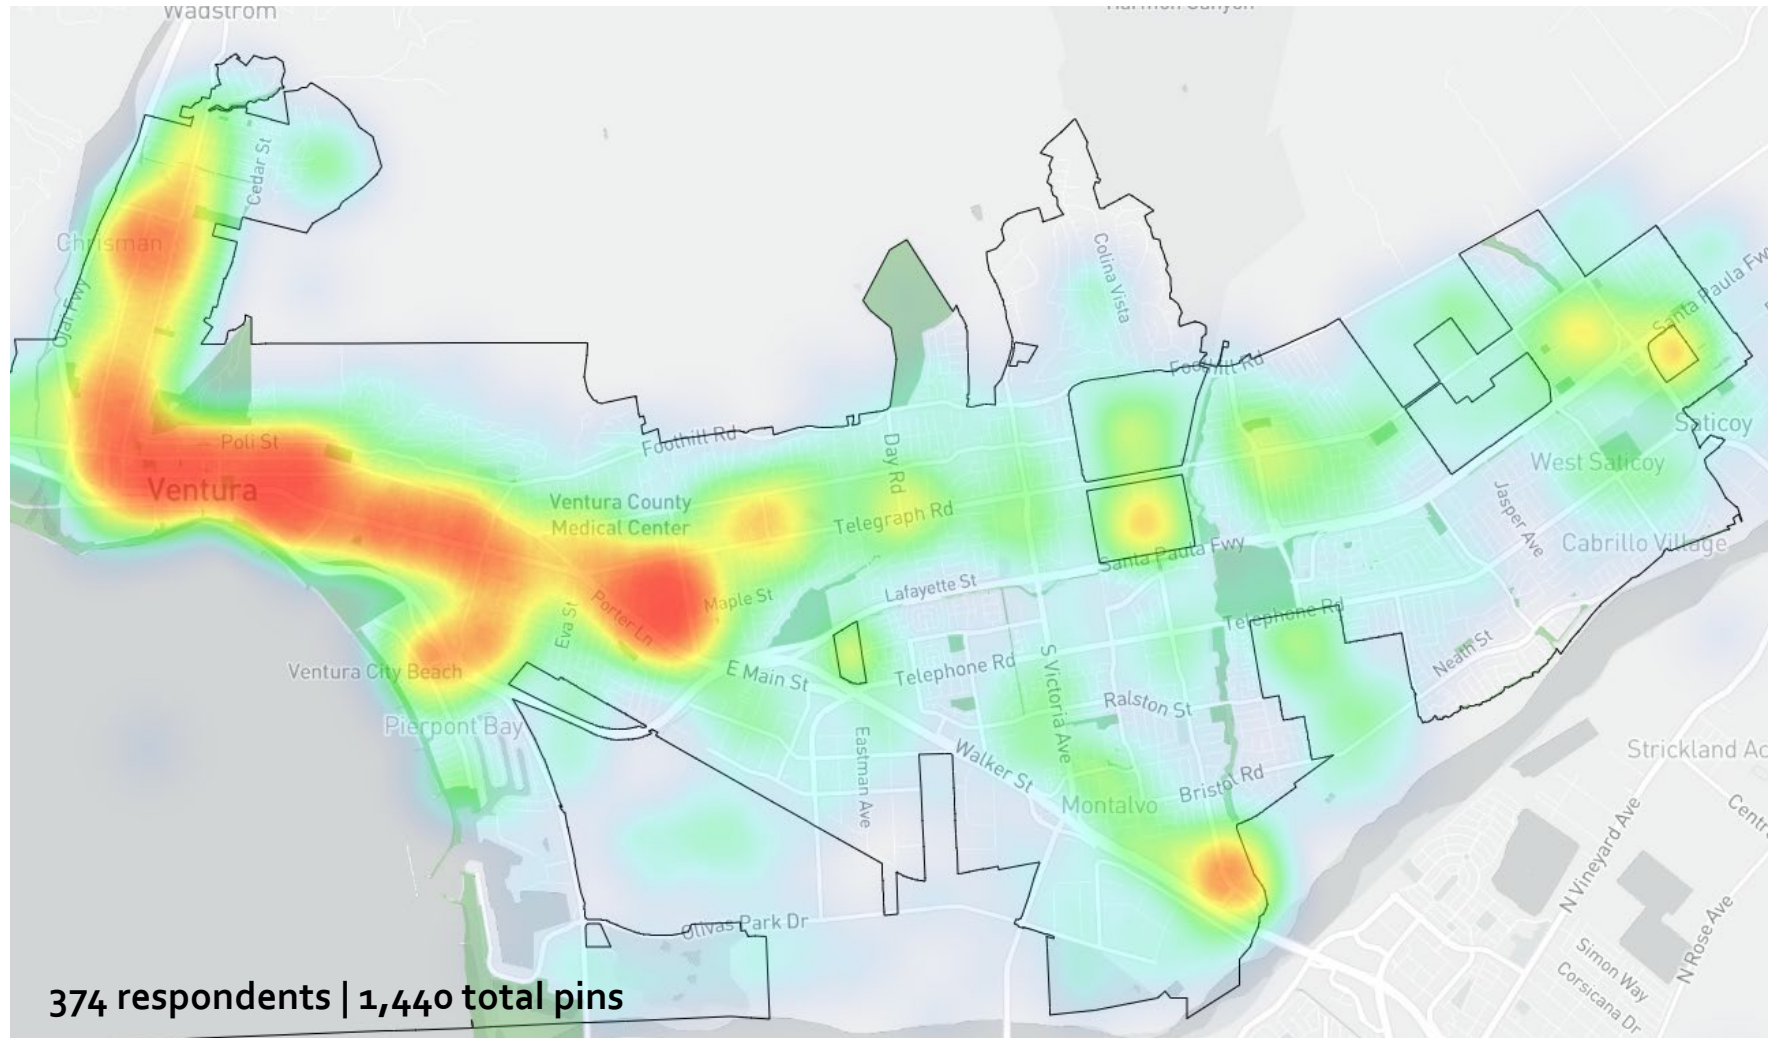 Wadstrom
Harmon Canyon
Cedar St
Chrisman
Ojai Fwy
Colina Vista
Santa Paula Fwy
Foothill Rd
Saticoy
Poli St
Foothill Rd
Day Rd
West Saticoy
Ventura
Ventura County
Medical Center
Telegraph Rd
Jasper Ave
Santa Paula Fwy
Cabrillo Village
Lafayette St
Maple St
Porter Ln
Eva St
Telephone Rd
Neath St
Ventura City Beach
E Main St
Telephone Rd
S Victoria Ave
Ralston St
Pierpont Bay
Eastman Ave
Walker St
Strickland Ac
Bristol Rd
Montalvo
Centr
N Vineyard Ave
Olivas Park Dr
N Rose Ave
Simon Way
Corsicana Dr
374 respondents | 1,440 total pins